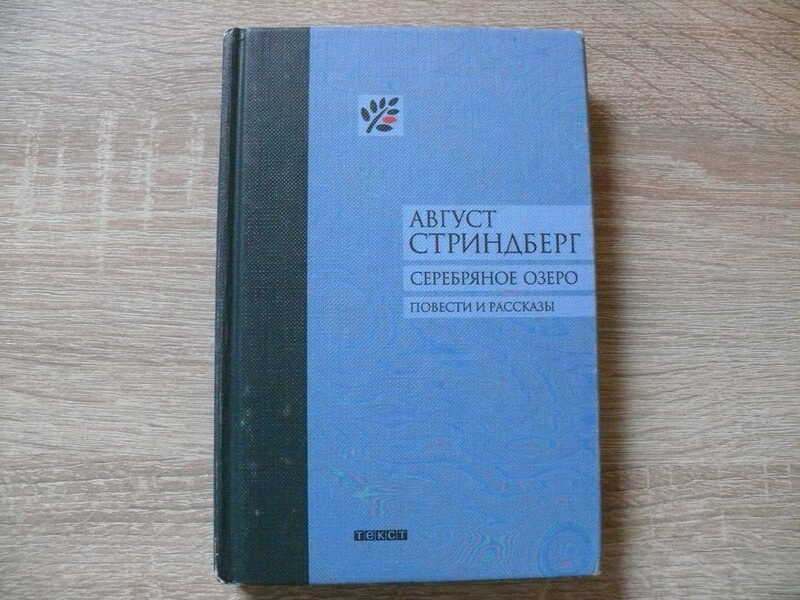 АВГУСТ
СТРИНДБЕРГ
СЕРЕБРЯНОЕ ОЗЕРО
ПОВЕСТИ И РАССКАЗЫ
текст